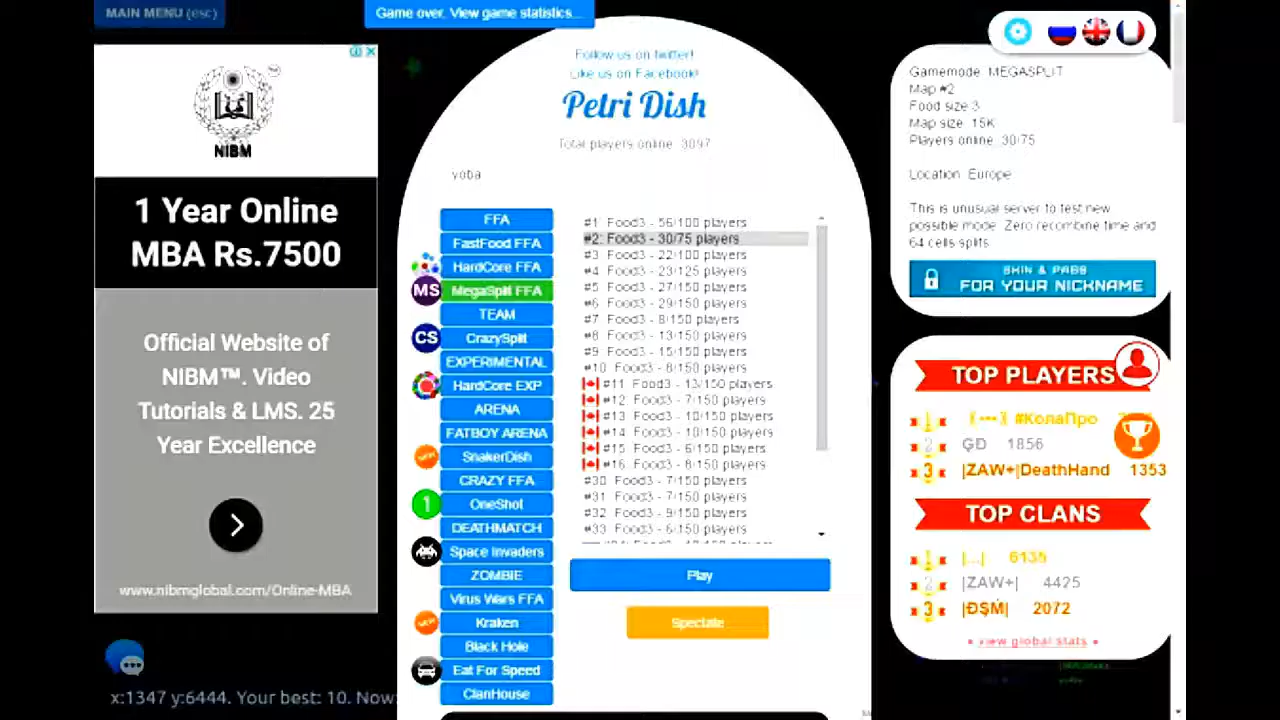 MAIN MENU (esc)
Game over. View game statistics...
NIBM
1 Year Online
MBA Rs.7500
Official Website of
NIBM™. Video
Tutorials & LMS. 25
Year Excellence
www.nibmglobal.com/Online-MBA
x:1347 y:6444. Your best: 10. Now:
Follow us on twitter!
Like us on Facebook!
Petri Dish
Total players online: 3097
yoba
FFA
FastFood FFA
HardCore FFA
MS MegaSplit FFA
TEAM
CS CrazySplit
EXPERIMENTAL
HardCore EXP
ARENA
FATBOY ARENA
SnakerDish
CRAZY FFA
1 OneShot
DEATHMATCH
Space Invaders
ZOMBIE
Virus Wars FFA
Kraken
Black Hole
Eat For Speed
ClanHouse
#1: Food3 - 56/100 players
#2: Food3 - 30/75 players
#3: Food3 - 22/100 players
#4: Food3 - 23/125 players
#5: Food3 - 27/150 players
#6: Food3 - 29/150 players
#7: Food3 - 8/150 players
#8: Food3 - 13/150 players
#9: Food3 - 15/150 players
#10: Food3 - 8/150 players
#11: Food3 - 13/150 players
#12: Food3 - 7/150 players
#13: Food3 - 10/150 players
#14: Food3 - 10/150 players
#15: Food3 - 6/150 players
#16: Food3 - 8/150 players
#30: Food3 - 7/150 players
#31: Food3 - 7/150 players
#32: Food3 - 9/150 players
#33: Food3 - 6/150 players
Play
Spectate
Gamemode: MEGASPLIT
Map #2
Food size 3
Map size: 15K
Players online: 30/75
Location: Europe
This is unusual server to test new
possible mode. Zero recombine time and
64 cells splits.
SKIN & PASS
FOR YOUR NICKNAME
TOP PLAYERS
1 {---} #КолаПро
2 GD 1856
3 |ZAW+|DeathHand 1353
TOP CLANS
1 |...| 6135
2 |ZAW+| 4425
3 |ĐŞM| 2072
• view global stats •